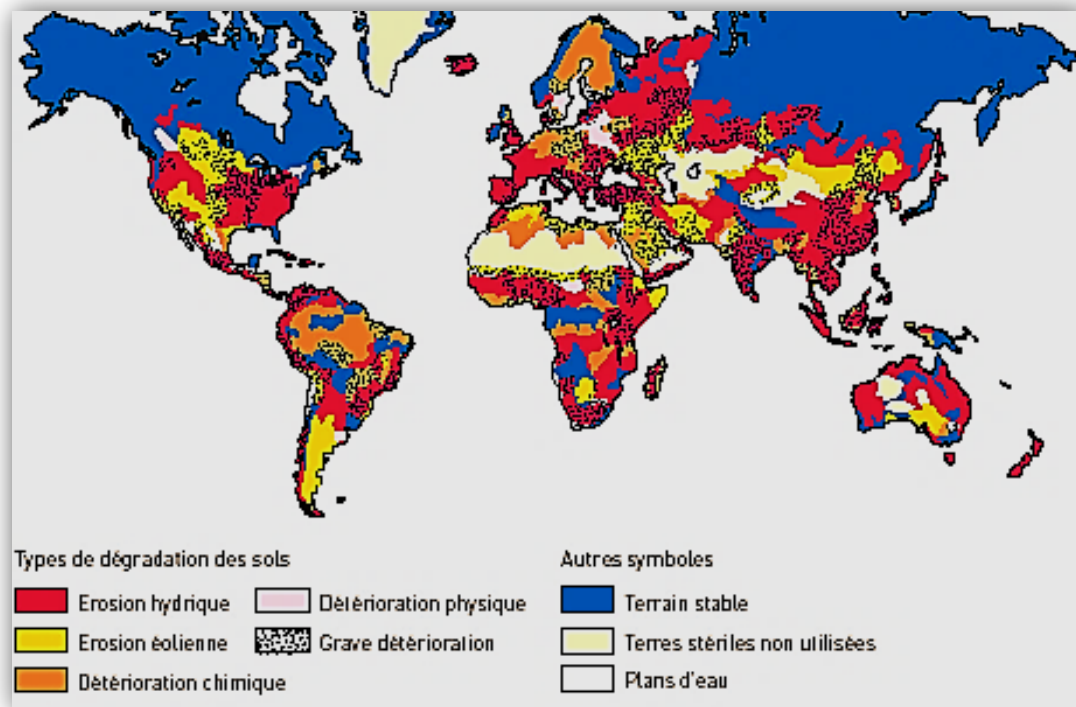 Types de dégradation des sols
Erosion hydrique
Erosion éolienne
Détérioration chimique
Détérioration physique
Grave détérioration
Autres symboles
Terrain stable
Terres stériles non utilisées
Plans d'eau